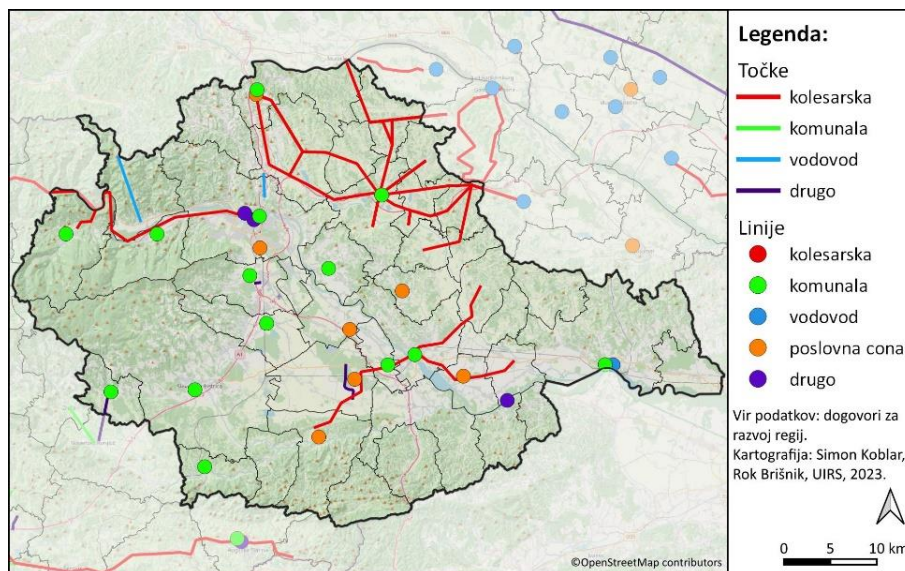 Legenda:
Točke
kolesarska
komunala
vodovod
drugo
Linije
kolesarska
komunala
vodovod
poslovna cona
drugo
Vir podatkov: dogovori za
razvoj regij.
Kartografija: Simon Koblar,
Rok Brišnik, UIRS, 2023.
0 5 10 km
©OpenStreetMap contributors